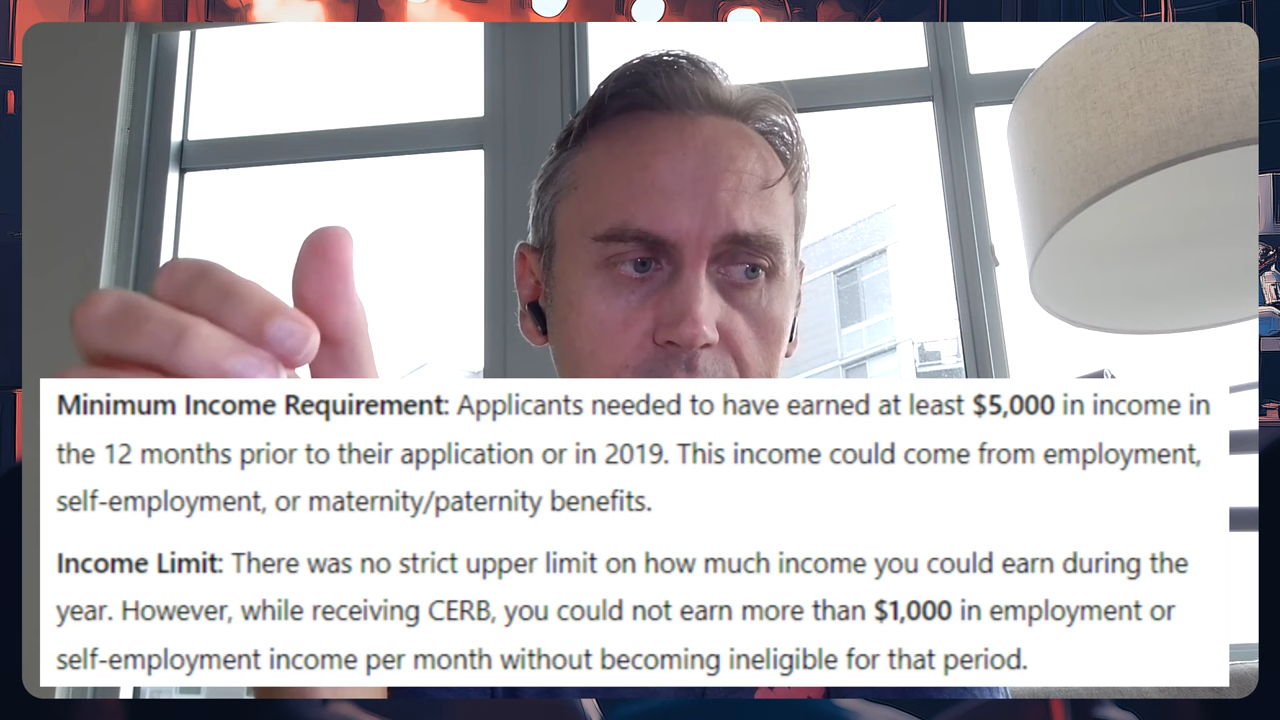 Minimum Income Requirement: Applicants needed to have earned at least $5,000 in income in
the 12 months prior to their application or in 2019. This income could come from employment,
self-employment, or maternity/paternity benefits.
Income Limit: There was no strict upper limit on how much income you could earn during the
year. However, while receiving CERB, you could not earn more than $1,000 in employment or
self-employment income per month without becoming ineligible for that period.